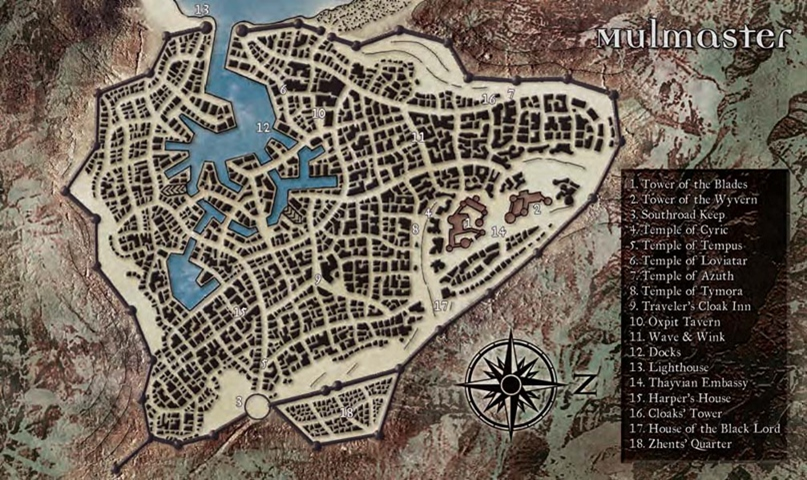 13
Mulmaster
6
16
7
10
12
11
1. Tower of the Blades
2. Tower of the Wyvern
3. Southroad Keep
4. Temple of Cyric
5. Temple of Tempus
6. Temple of Loviatar
7. Temple of Azuth
8. Temple of Tymora
9. Traveler's Cloak Inn
10. Oxpit Tavern
11. Wave & Wink
12. Docks
13. Lighthouse
14. Thayvian Embassy
15. Harper's House
16. Cloaks' Tower
17. House of the Black Lord
18. Zhents' Quarter
4
1
2
8
14
9
15
17
5
N
3
18